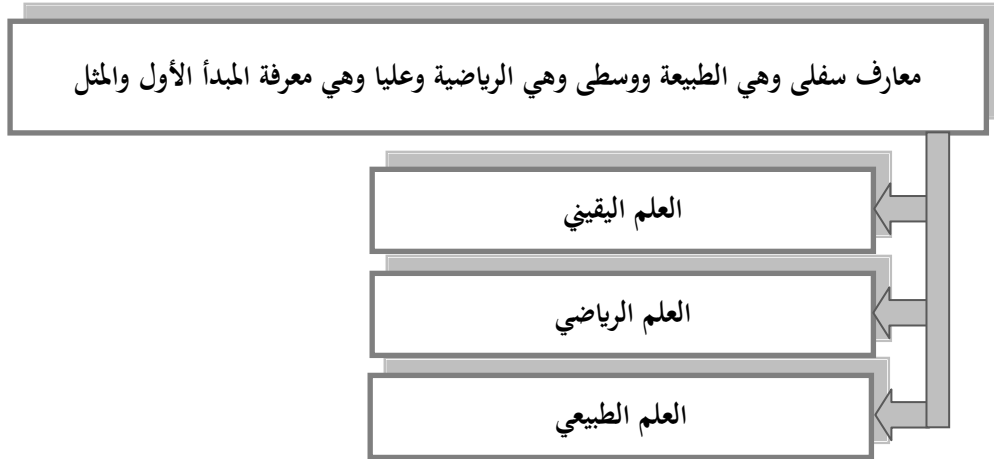 معارف سفلى وهي الطبيعة ووسطى وهي الرياضية وعليا وهي معرفة المبدأ الأول والمثل
العلم اليقيني
العلم الرياضي
العلم الطبيعي